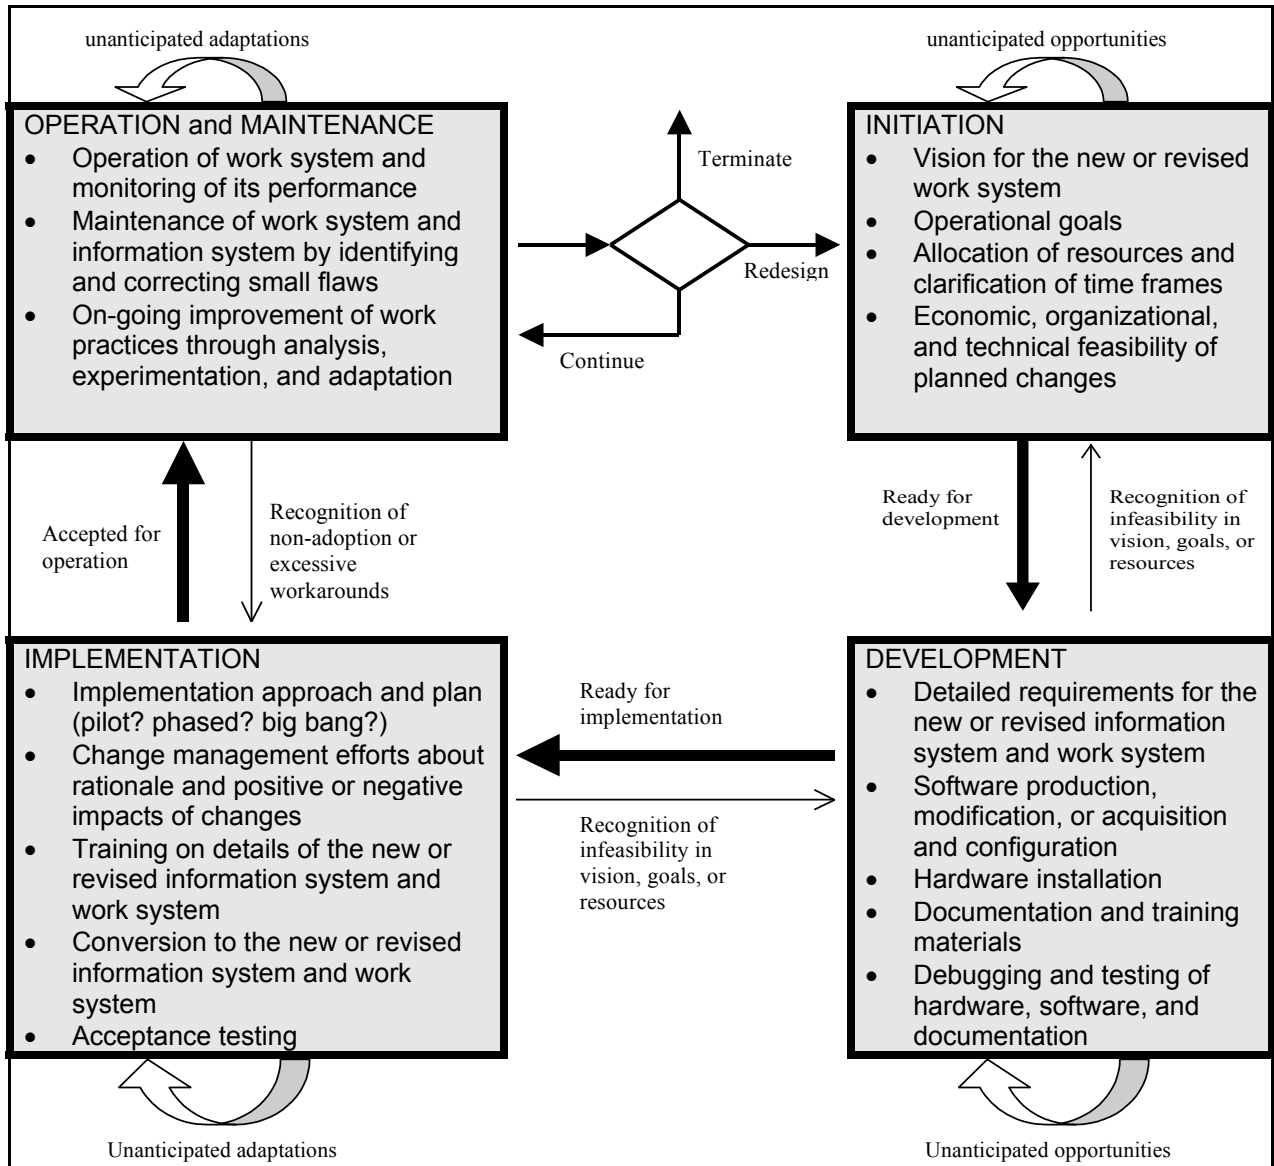 unanticipated adaptations
unanticipated opportunities
OPERATION and MAINTENANCE
• Operation of work system and
monitoring of its performance
• Maintenance of work system and
information system by identifying
and correcting small flaws
• On-going improvement of work
practices through analysis,
experimentation, and adaptation
Terminate
Redesign
Continue
INITIATION
• Vision for the new or revised
work system
• Operational goals
• Allocation of resources and
clarification of time frames
• Economic, organizational,
and technical feasibility of
planned changes
Accepted for
operation
Recognition of
non-adoption or
excessive
workarounds
Ready for
development
Recognition of
infeasibility in
vision, goals, or
resources
IMPLEMENTATION
• Implementation approach and plan
(pilot? phased? big bang?)
• Change management efforts about
rationale and positive or negative
impacts of changes
• Training on details of the new or
revised information system and
work system
• Conversion to the new or revised
information system and work
system
• Acceptance testing
Ready for
implementation
Recognition of
infeasibility in
vision, goals, or
resources
DEVELOPMENT
• Detailed requirements for the
new or revised information
system and work system
• Software production,
modification, or acquisition
and configuration
• Hardware installation
• Documentation and training
materials
• Debugging and testing of
hardware, software, and
documentation
Unanticipated adaptations
Unanticipated opportunities